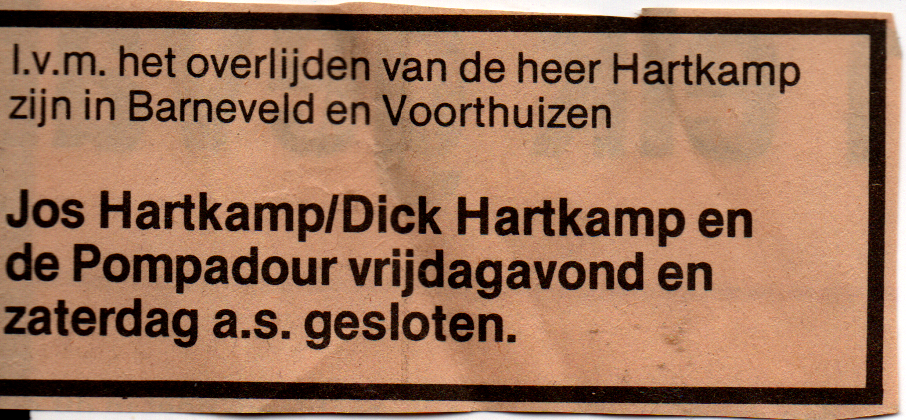 I.v.m. het overlijden van de heer Hartkamp
zijn in Barneveld en Voorthuizen
Jos Hartkamp/Dick Hartkamp en
de Pompadour vrijdagavond en
zaterdag a.s. gesloten.